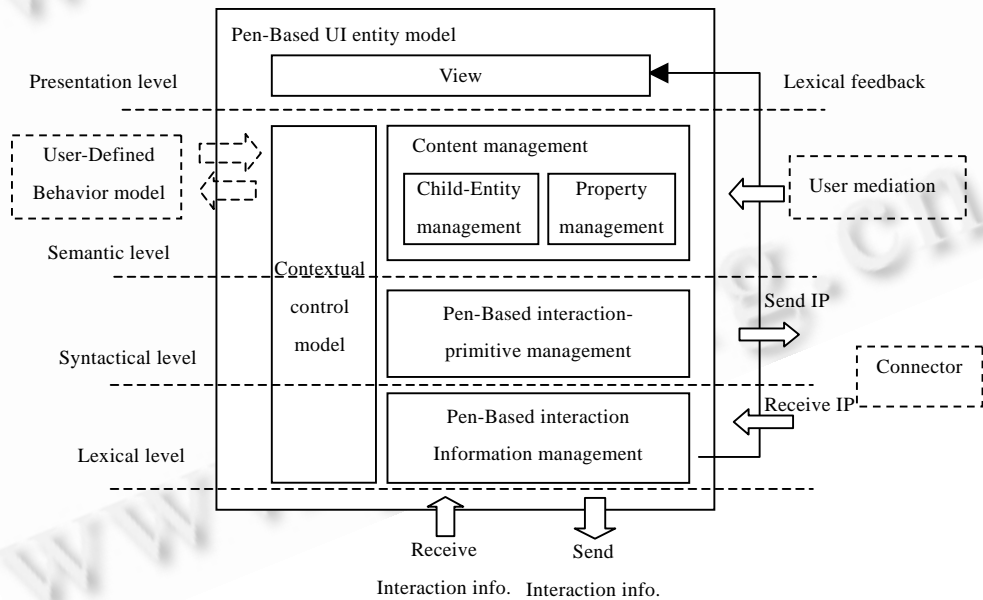 Pen-Based UI entity model
Presentation level
View
Lexical feedback
User-Defined
Behavior model
Content management
Child-Entity
management
Property
management
User mediation
Semantic level
Contextual
control
model
Send IP
Pen-Based interaction-
primitive management
Syntactical level
Connector
Receive IP
Pen-Based interaction
Information management
Lexical level
Receive
Interaction info.
Send
Interaction info.